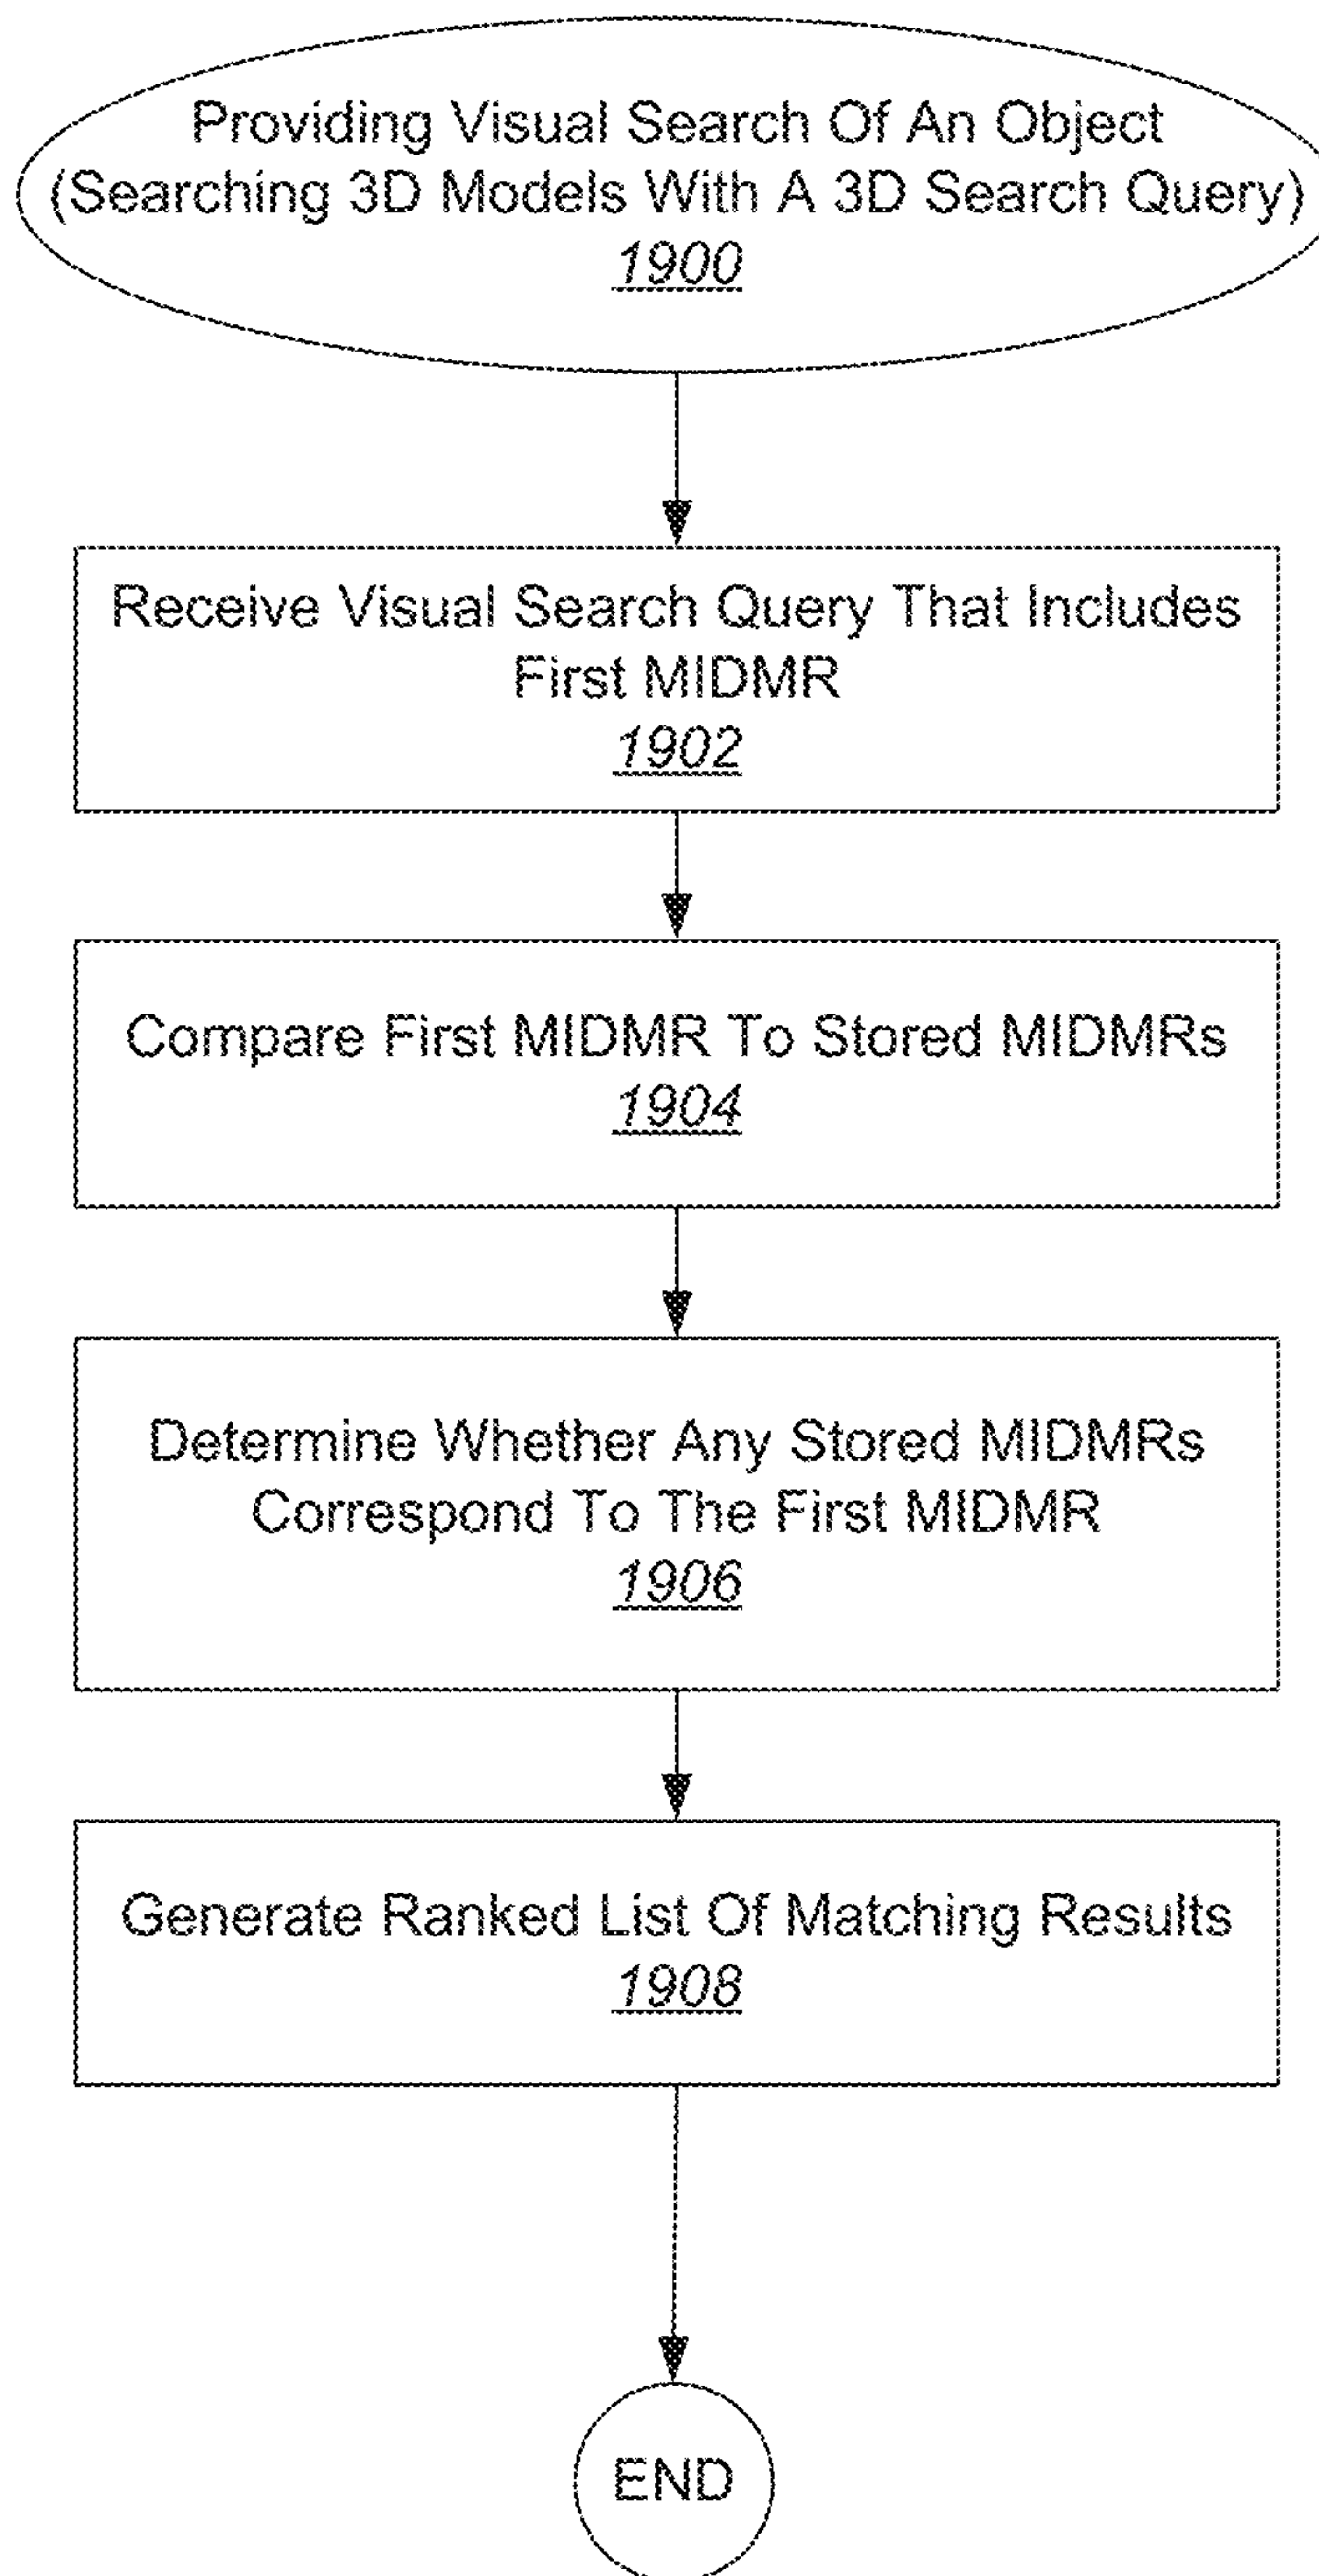 Providing Visual Search Of An Object
(Searching 3D Models With A 3D Search Query)
1900
Receive Visual Search Query That Includes
First MIDMR
1902
Compare First MIDMR To Stored MIDMRs
1904
Determine Whether Any Stored MIDMRs
Correspond To The First MIDMR
1906
Generate Ranked List Of Matching Results
1908
END